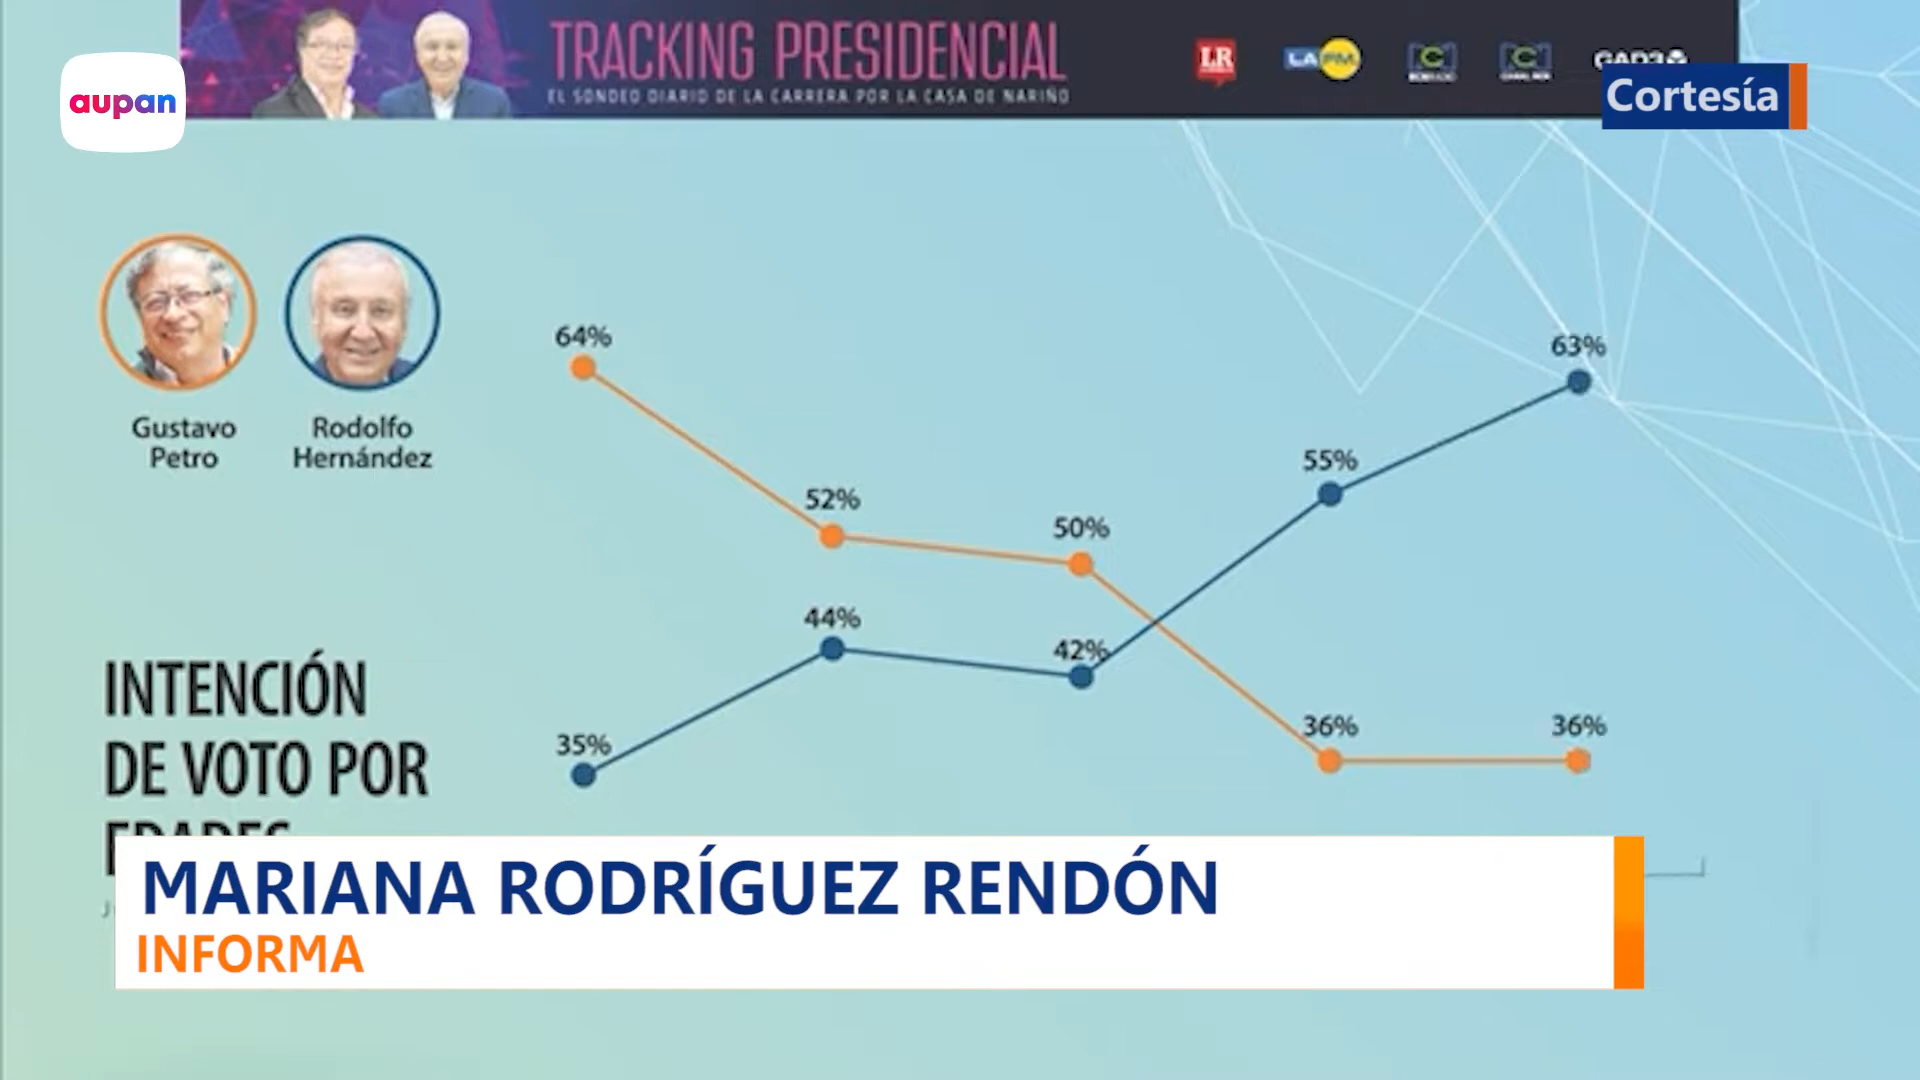 aupan
TRACKING PRESIDENCIAL
EL SONDEO DIARIO DE LA CARRERA POR LA CASA DE NARIÑO
LR
LA FM
Cortesía
Gustavo
Petro
Rodolfo
Hernández
64%
52%
50%
36%
36%
35%
44%
42%
55%
63%
INTENCIÓN
DE VOTO POR
MARIANA RODRÍGUEZ RENDÓN
INFORMA